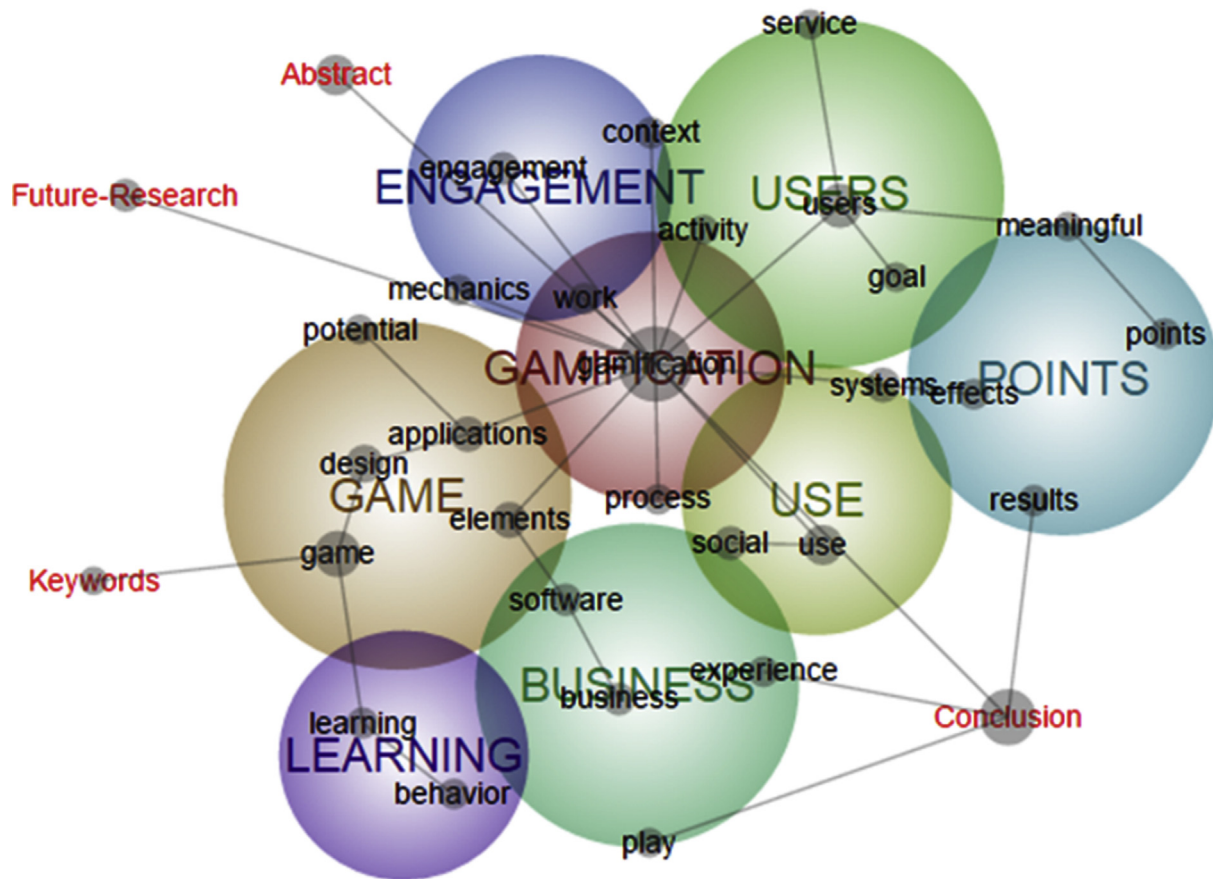 service
Abstract
context
engagement
ENGAGEMENT
USERS
users
Future-Research
meaningful
activity
goal
mechanics
work
potential
points
gamification
GAMIFICATION
systems
effects
POINTS
applications
design
GAME
elements
process
USE
results
social
use
game
Keywords
software
experience
BUSINESS
business
Conclusion
learning
LEARNING
behavior
play